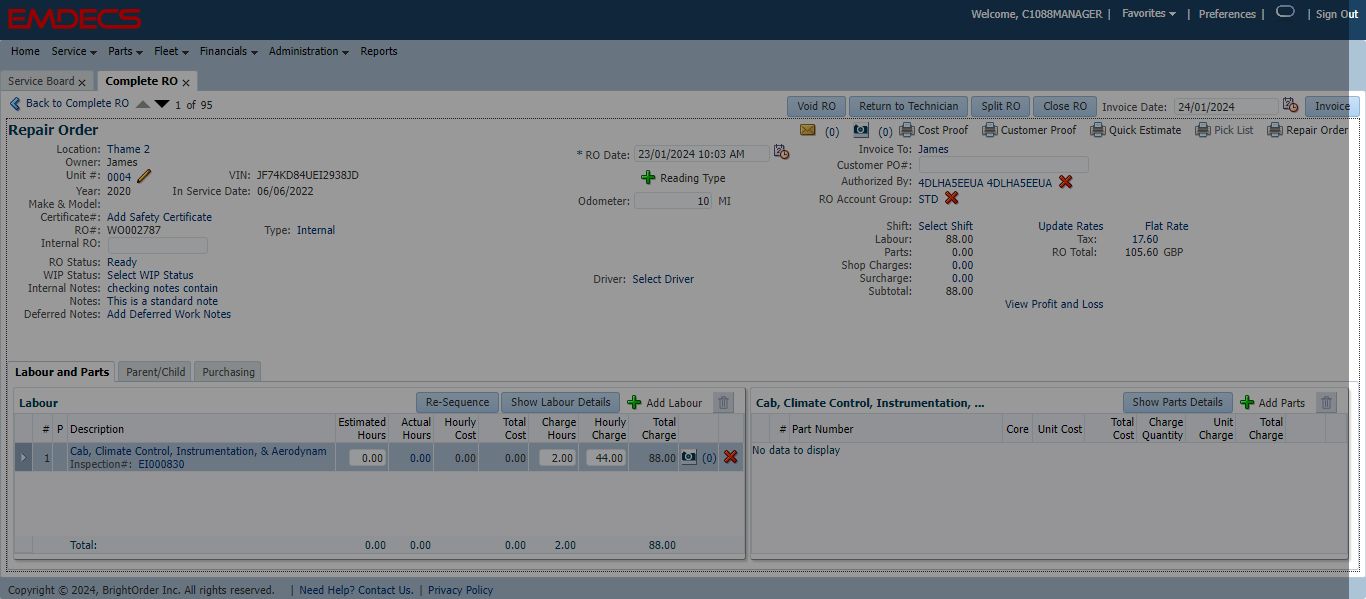 EMDECS
Welcome, C1088MANAGER | Favorites | Preferences | | Sign Out
Home Service Parts Fleet Financials Administration Reports
Service Board x Complete RO x
Back to Complete RO 1 of 95 Void RO Return to Technician Split RO Close RO Invoice Date: 24/01/2024 Invoice
Repair Order (0) (0) Cost Proof Customer Proof Quick Estimate Pick List Repair Order
Location: Thame 2 * RO Date: 23/01/2024 10:03 AM Invoice To: James
Owner: James Customer PO#:
Unit #: 0004 VIN: JF74KD84UEI2938JD Reading Type Authorized By: 4DLHA5EEUA 4DLHA5EEUA
Year: 2020 In Service Date: 06/06/2022 Odometer: 10 MI RO Account Group: STD
Make & Model:
Certificate#: Add Safety Certificate
RO#: WO002787 Type: Internal Shift: Select Shift Update Rates Flat Rate
Internal RO: Labour: 88.00 Tax: 17.60
Parts: 0.00 RO Total: 105.60 GBP
RO Status: Ready Shop Charges: 0.00
WIP Status: Select WIP Status Driver: Select Driver Surcharge: 0.00
Internal Notes: checking notes contain Subtotal: 88.00
Notes: This is a standard note View Profit and Loss
Deferred Notes: Add Deferred Work Notes
Labour and Parts Parent/Child Purchasing
Labour Re-Sequence Show Labour Details Add Labour
# P Description Estimated Hours Actual Hours Hourly Cost Total Cost Charge Hours Hourly Charge Total Charge
1 Cab, Climate Control, Instrumentation, & Aerodynam 0.00 0.00 0.00 0.00 2.00 44.00 88.00 (0)
Inspection#: EI000830
Total: 0.00 0.00 0.00 2.00 88.00
Cab, Climate Control, Instrumentation, ... Show Parts Details Add Parts
# Part Number Core Unit Cost Total Cost Charge Quantity Unit Charge Total Charge
No data to display
Copyright © 2024, BrightOrder Inc. All rights reserved. | Need Help? Contact Us. | Privacy Policy